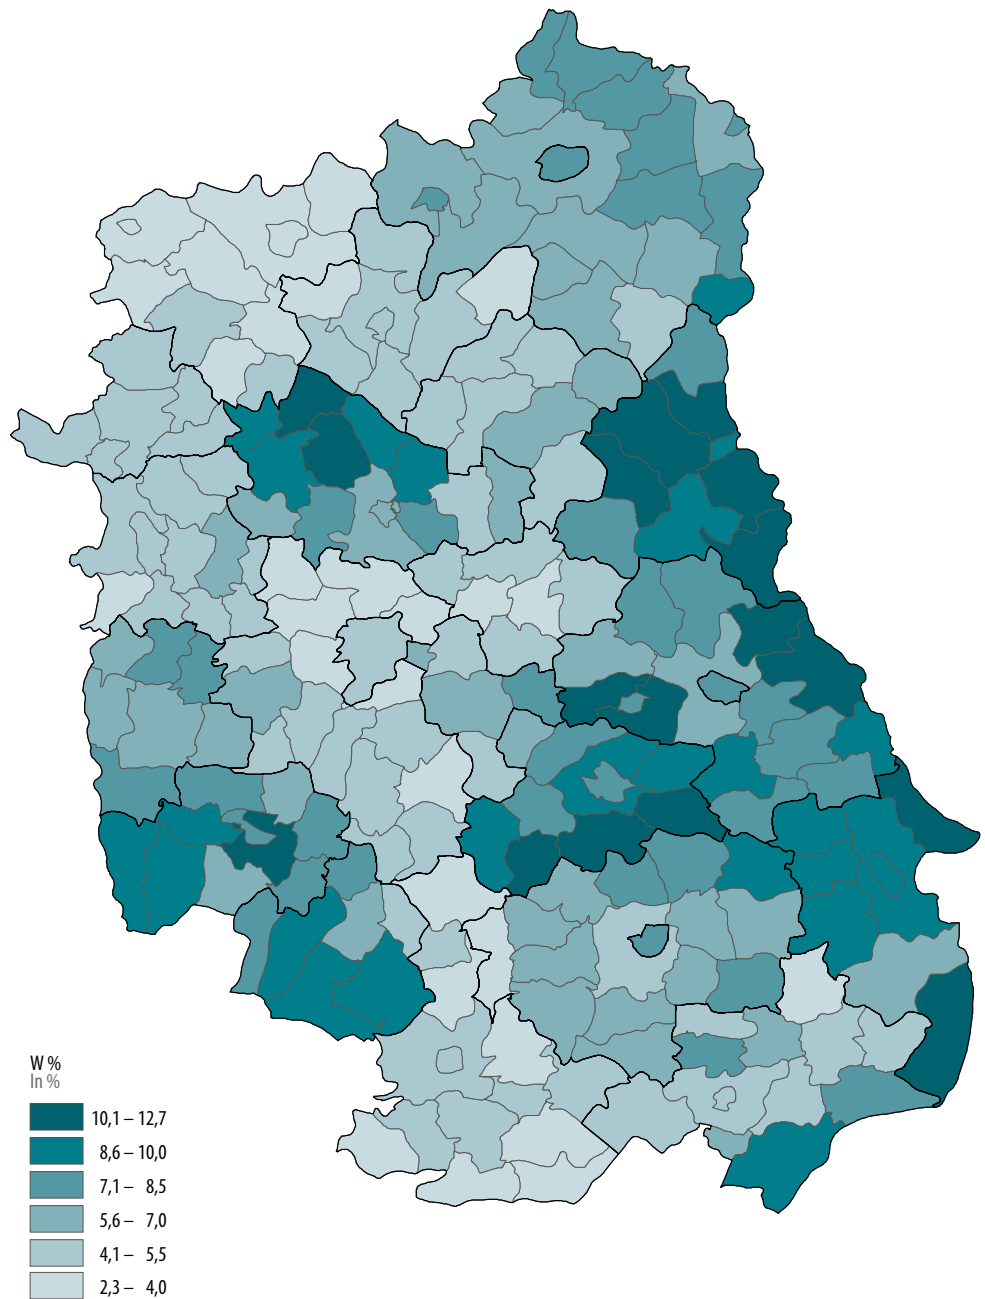 W %
In %
10,1 – 12,7
8,6 – 10,0
7,1 – 8,5
5,6 – 7,0
4,1 – 5,5
2,3 – 4,0